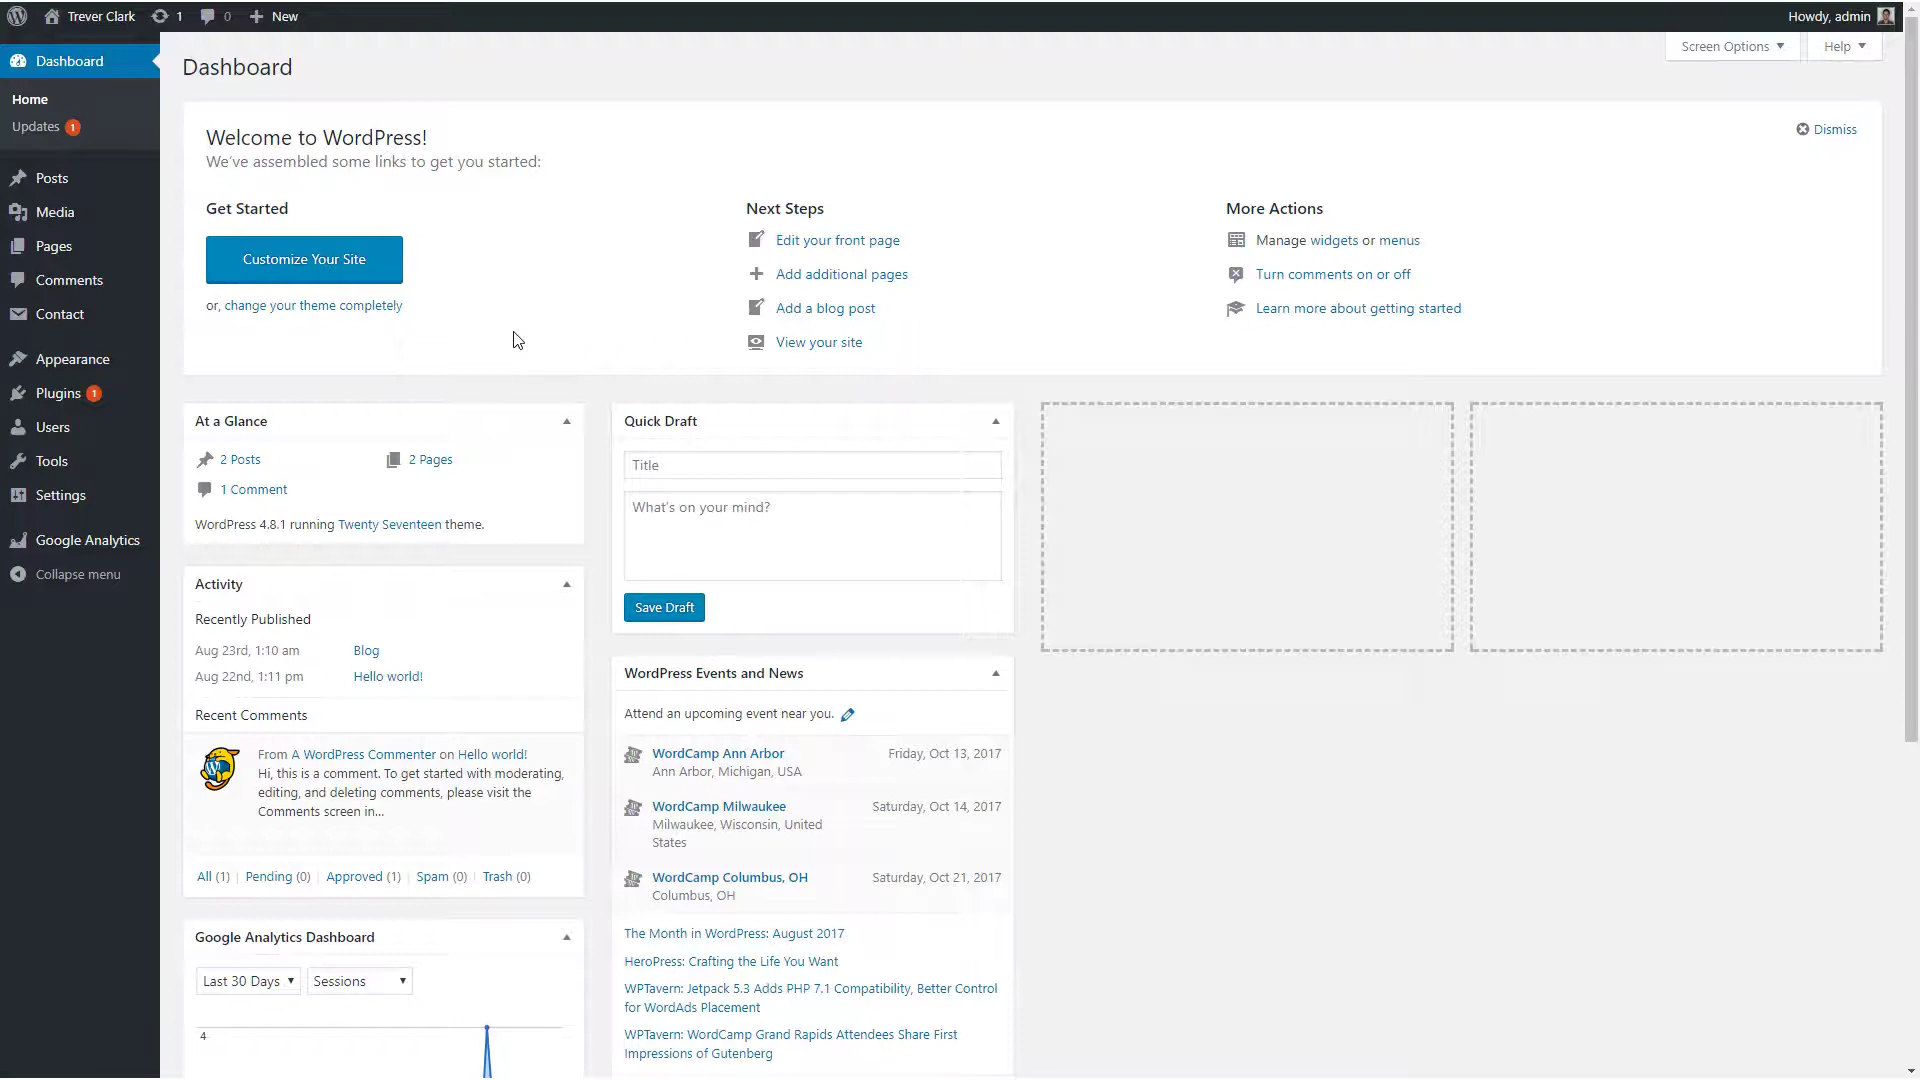 Trever Clark 1 0 New Howdy, admin
Dashboard
Home
Updates 1
Posts
Media
Pages
Comments
Contact
Appearance
Plugins 1
Users
Tools
Settings
Google Analytics
Collapse menu
Screen Options Help
Dashboard
Welcome to WordPress!
We've assembled some links to get you started:
Dismiss
Get Started
Customize Your Site
or, change your theme completely
Next Steps
Edit your front page
Add additional pages
Add a blog post
View your site
More Actions
Manage widgets or menus
Turn comments on or off
Learn more about getting started
At a Glance
2 Posts 2 Pages
1 Comment
WordPress 4.8.1 running Twenty Seventeen theme.
Activity
Recently Published
Aug 23rd, 1:10 am Blog
Aug 22nd, 1:11 pm Hello world!
Recent Comments
From A WordPress Commenter on Hello world!
Hi, this is a comment. To get started with moderating,
editing, and deleting comments, please visit the
Comments screen in...
All (1) | Pending (0) | Approved (1) | Spam (0) | Trash (0)
Google Analytics Dashboard
Last 30 Days Sessions
4
Quick Draft
Title
What's on your mind?
Save Draft
WordPress Events and News
Attend an upcoming event near you.
WordCamp Ann Arbor Friday, Oct 13, 2017
Ann Arbor, Michigan, USA
WordCamp Milwaukee Saturday, Oct 14, 2017
Milwaukee, Wisconsin, United
States
WordCamp Columbus, OH Saturday, Oct 21, 2017
Columbus, OH
The Month in WordPress: August 2017
HeroPress: Crafting the Life You Want
WPTavern: Jetpack 5.3 Adds PHP 7.1 Compatibility, Better Control
for WordAds Placement
WPTavern: WordCamp Grand Rapids Attendees Share First
Impressions of Gutenberg